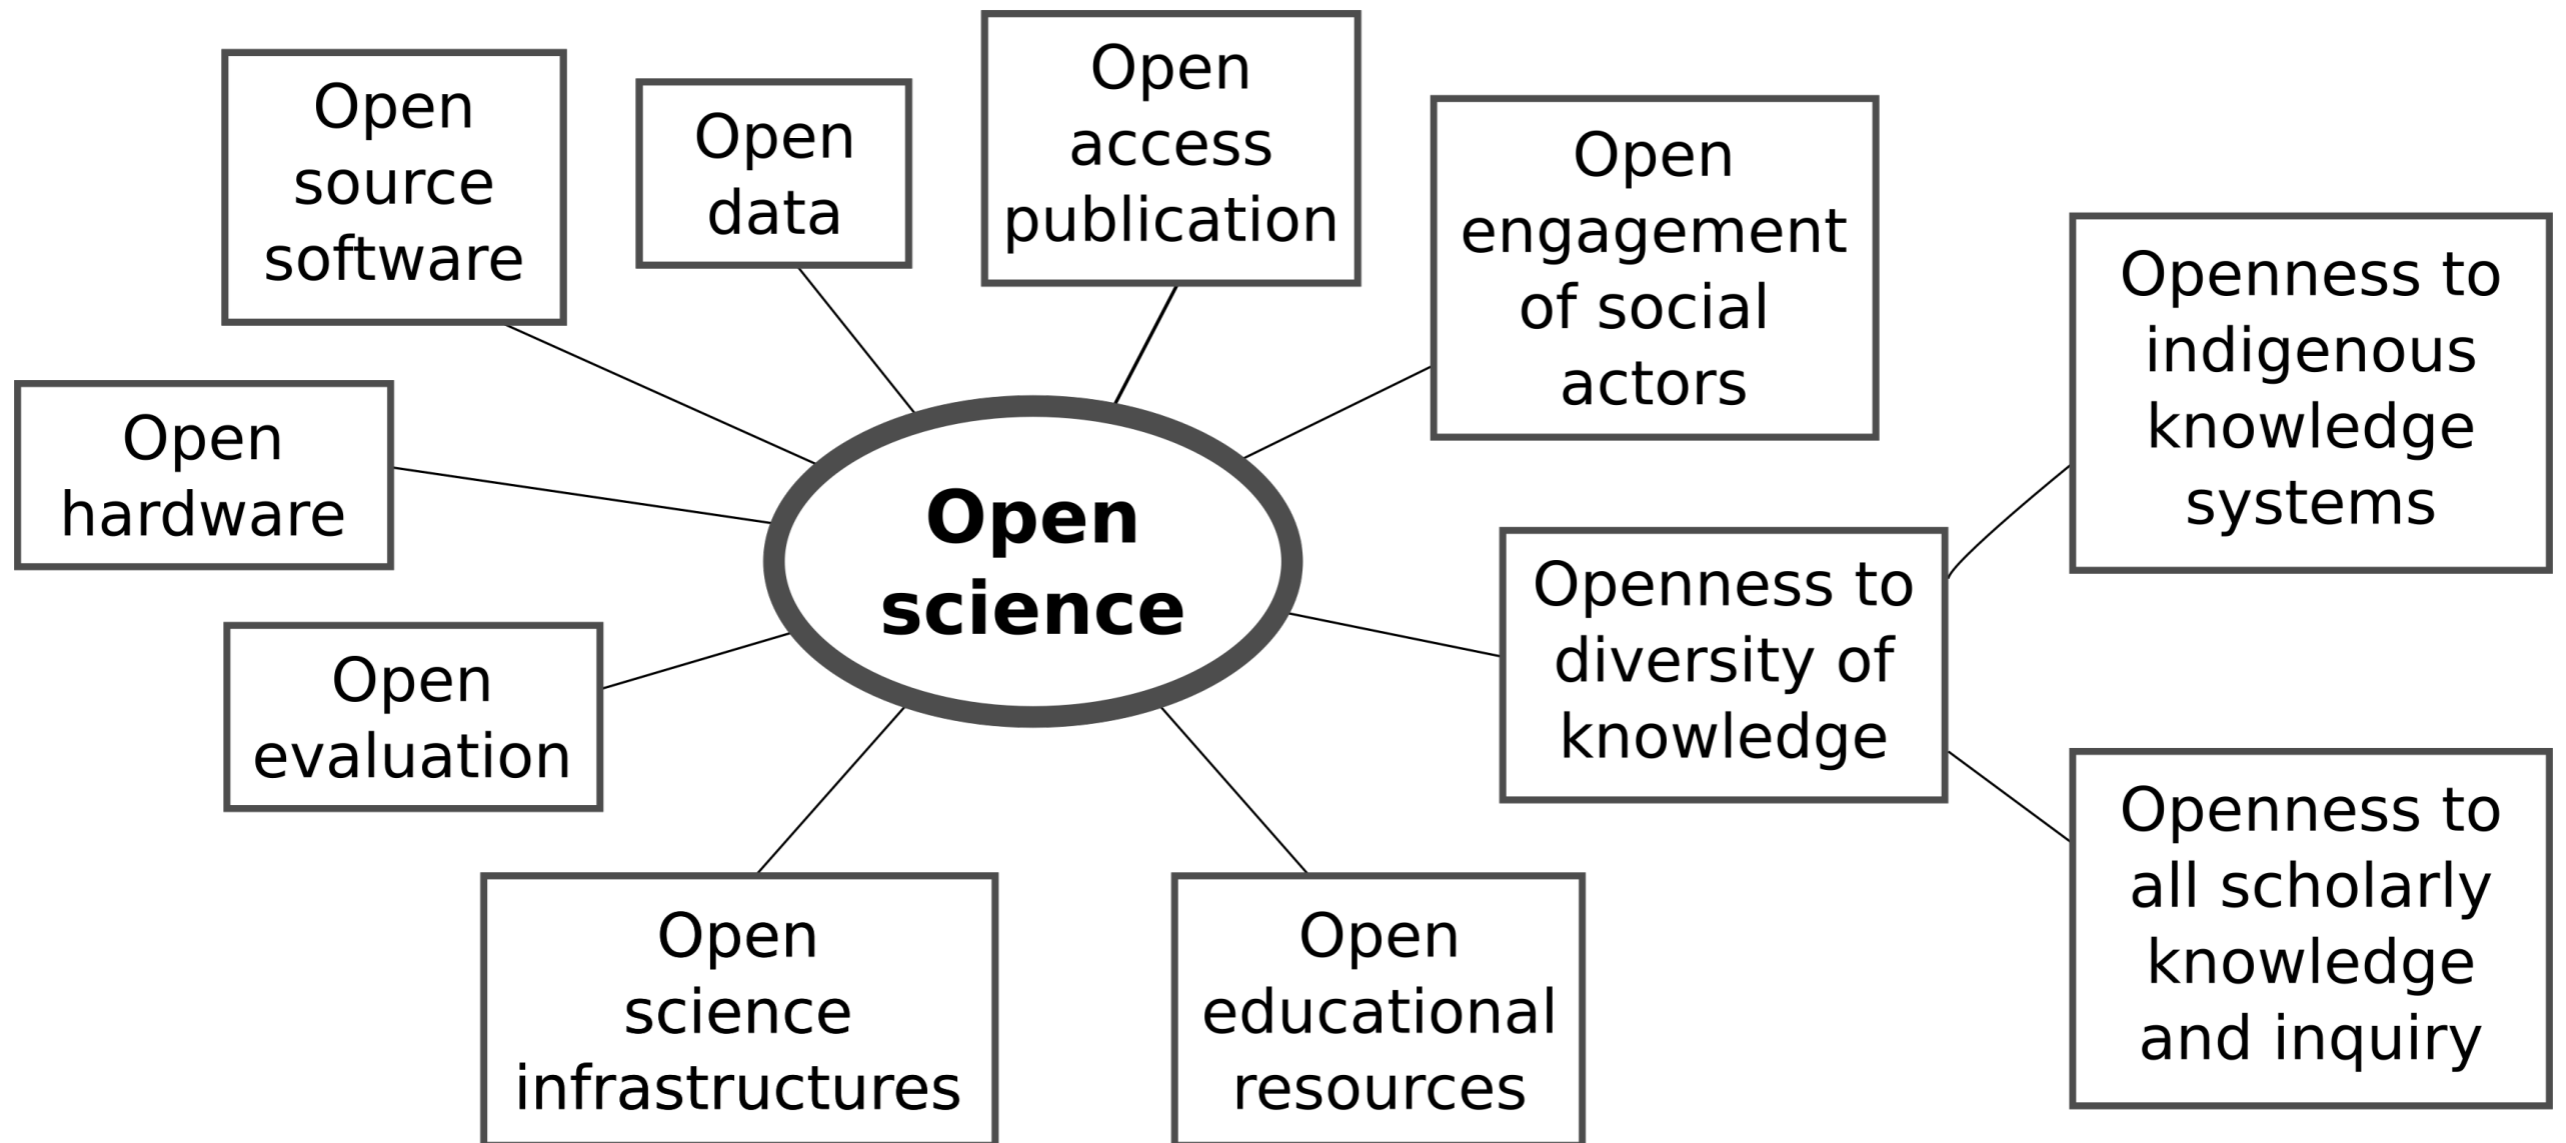 Open
source
software
Open
data
Open
access
publication
Open
engagement
of social
actors
Openness to
indigenous
knowledge
systems
Open
hardware
Open
science
Openness to
diversity of
knowledge
Open
evaluation
Openness to
all scholarly
knowledge
and inquiry
Open
science
infrastructures
Open
educational
resources